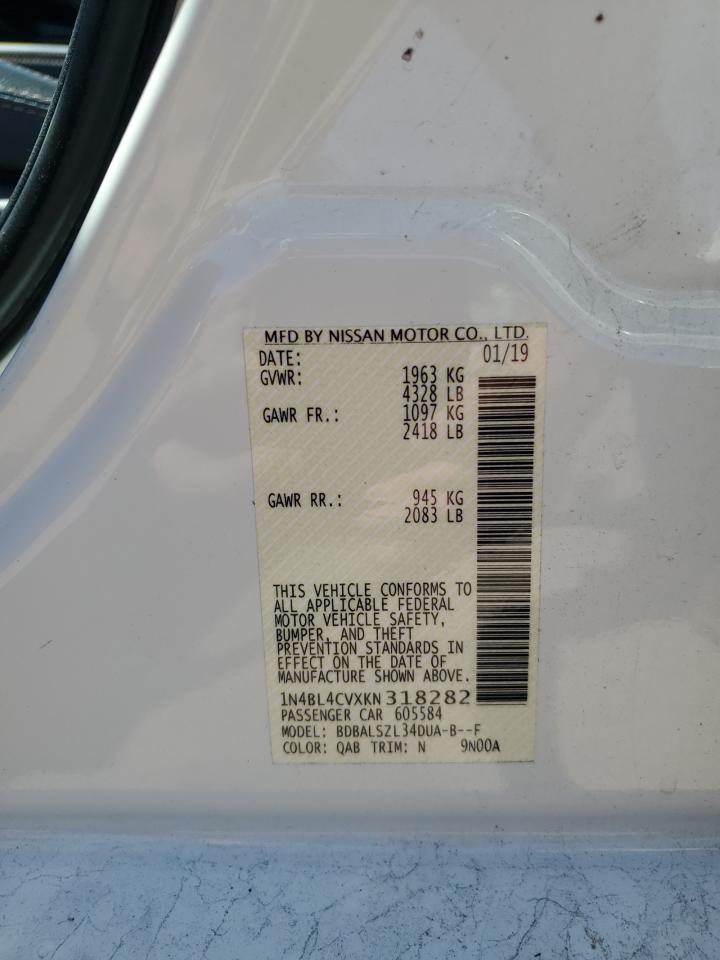 MFD BY NISSAN MOTOR CO., LTD.
DATE: 01/19
GVWR: 1963 KG
4328 LB
GAWR FR.: 1097 KG
2418 LB
GAWR RR.: 945 KG
2083 LB
THIS VEHICLE CONFORMS TO
ALL APPLICABLE FEDERAL
MOTOR VEHICLE SAFETY,
BUMPER, AND THEFT
PREVENTION STANDARDS IN
EFFECT ON THE DATE OF
MANUFACTURE SHOWN ABOVE.
1N4BL4CVXKN318282
PASSENGER CAR 605584
MODEL: BDBALSZL34DUA-B--F
COLOR: QAB TRIM: N 9N00A